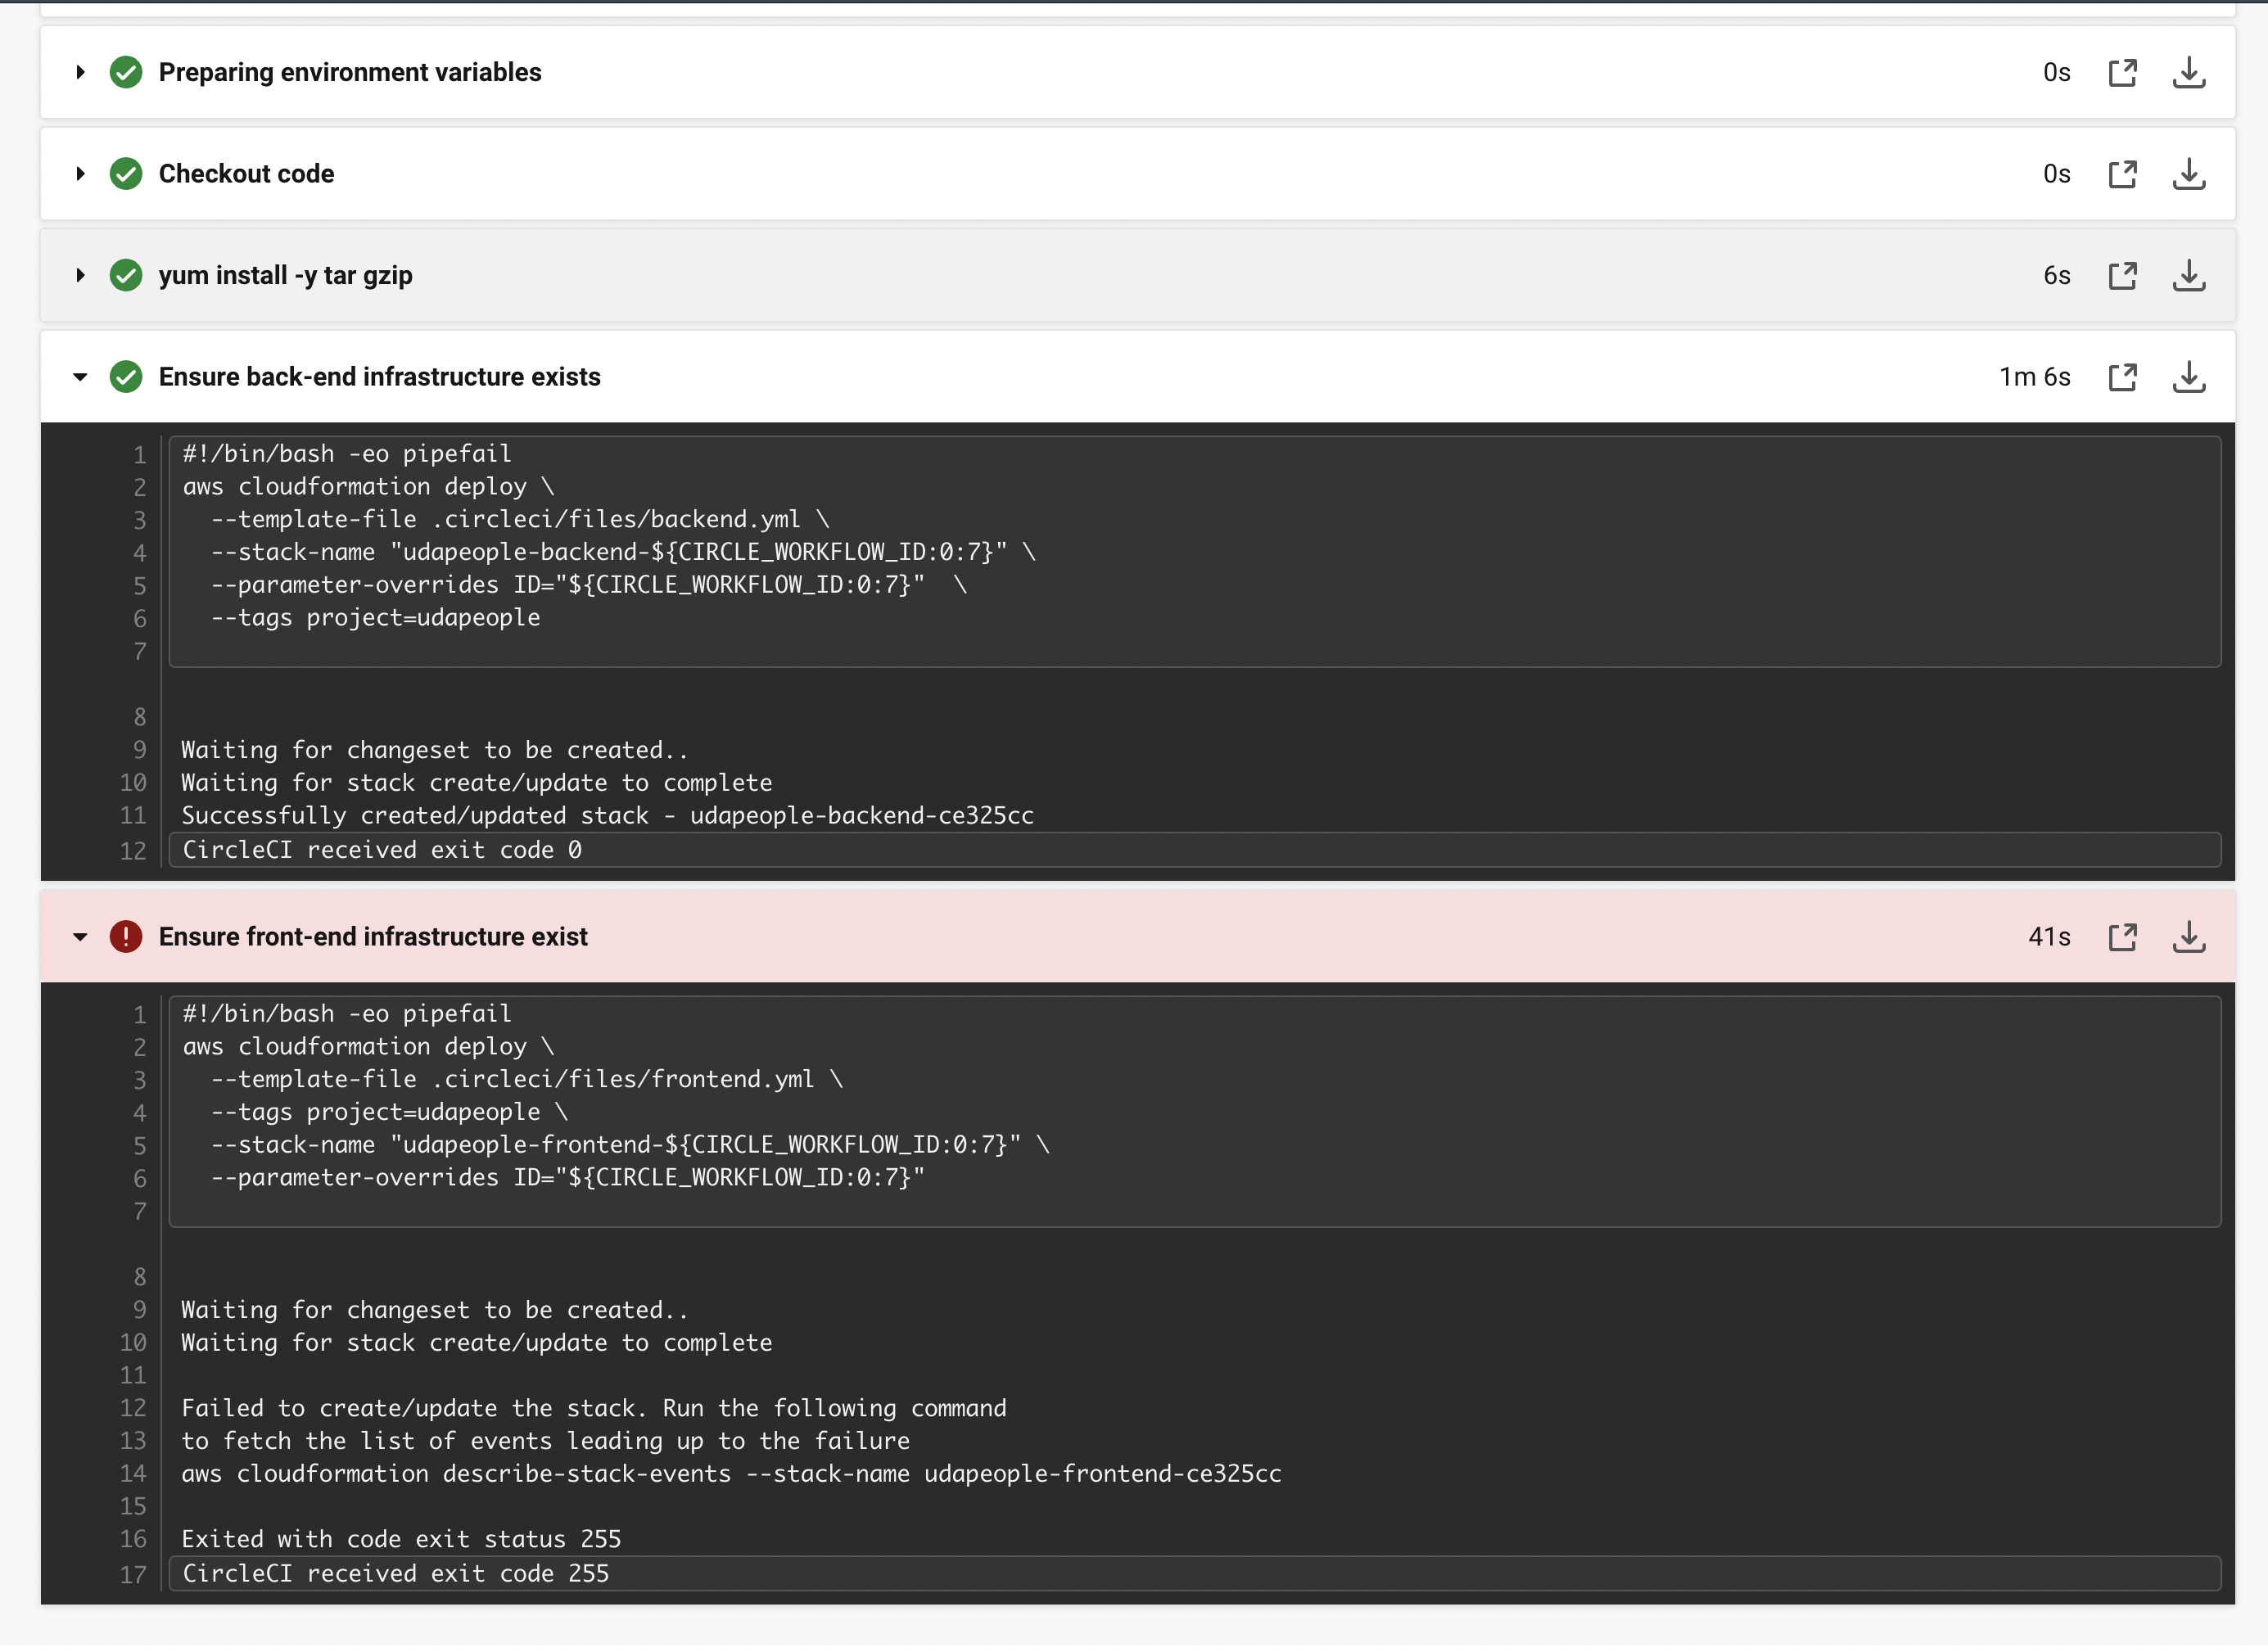 Preparing environment variables 0s
Checkout code 0s
yum install -y tar gzip 6s
Ensure back-end infrastructure exists 1m 6s
1 #!/bin/bash -eo pipefail
2 aws cloudformation deploy \
3   --template-file .circleci/files/backend.yml \
4   --stack-name "udapeople-backend-${CIRCLE_WORKFLOW_ID:0:7}" \
5   --parameter-overrides ID="${CIRCLE_WORKFLOW_ID:0:7}"  \
6   --tags project=udapeople
7
8
9 Waiting for changeset to be created..
10 Waiting for stack create/update to complete
11 Successfully created/updated stack - udapeople-backend-ce325cc
12 CircleCI received exit code 0
! Ensure front-end infrastructure exist 41s
1 #!/bin/bash -eo pipefail
2 aws cloudformation deploy \
3   --template-file .circleci/files/frontend.yml \
4   --tags project=udapeople \
5   --stack-name "udapeople-frontend-${CIRCLE_WORKFLOW_ID:0:7}" \
6   --parameter-overrides ID="${CIRCLE_WORKFLOW_ID:0:7}"
7
8
9 Waiting for changeset to be created..
10 Waiting for stack create/update to complete
11
12 Failed to create/update the stack. Run the following command
13 to fetch the list of events leading up to the failure
14 aws cloudformation describe-stack-events --stack-name udapeople-frontend-ce325cc
15
16 Exited with code exit status 255
17 CircleCI received exit code 255